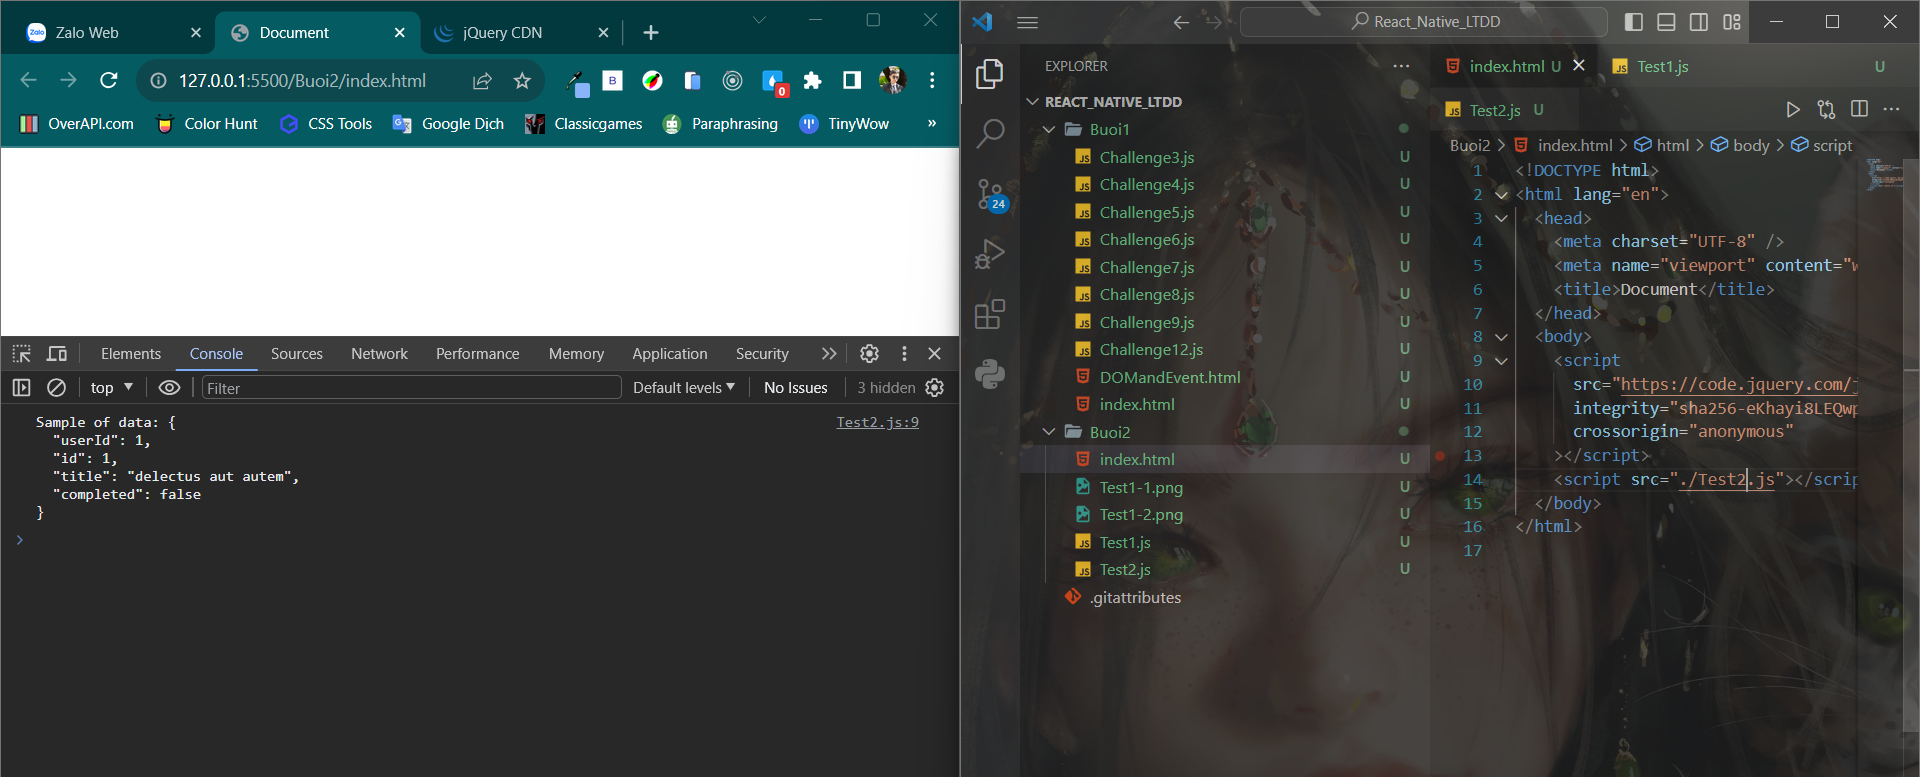 Zalo Web
Document
jQuery CDN
127.0.0.1:5500/Buoi2/index.html
B
0
OverAPI.com
Color Hunt
CSS Tools
Google Dịch
Classicgames
Paraphrasing
TinyWow
»
Elements
Console
Sources
Network
Performance
Memory
Application
Security
top
Filter
Default levels
No Issues
3 hidden
Sample of data: {
Test2.js:9
"userId": 1,
"id": 1,
"title": "delectus aut autem",
"completed": false
}
React_Native_LTDD
24
EXPLORER
REACT_NATIVE_LTDD
Buoi1
Challenge3.js U
Challenge4.js U
Challenge5.js U
Challenge6.js U
Challenge7.js U
Challenge8.js U
Challenge9.js U
Challenge12.js U
DOMandEvent.html U
index.html U
Buoi2
index.html U
Test1-1.png U
Test1-2.png U
Test1.js U
Test2.js U
.gitattributes
index.html U
Test1.js U
Test2.js U
Buoi2 > index.html > html > body > script
1 <!DOCTYPE html>
2 <html lang="en">
3 <head>
4 <meta charset="UTF-8" />
5 <meta name="viewport" content="w
6 <title>Document</title>
7 </head>
8 <body>
9 <script
10 src="https://code.jquery.com/j
11 integrity="sha256-eKhayi8LEQwp
12 crossorigin="anonymous"
13 ></script>
14 <script src="./Test2.js"></scrip
15 </body>
16 </html>
17